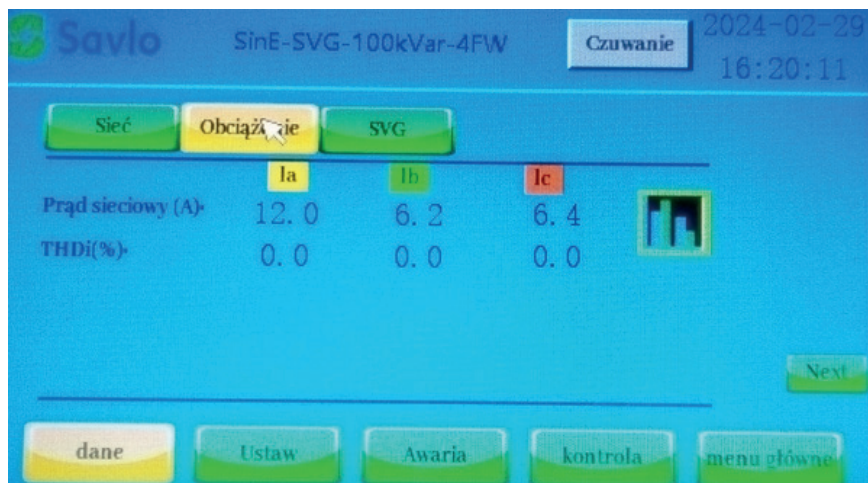 Savlo SinE-SVG-100kVar-4FW Czuwanie 2024-02-29
16:20:11
Sieć Obciążenie SVG
Ia Ib Ic
Prąd sieciowy (A) 12.0 6.2 6.4
THDi(%) 0.0 0.0 0.0
Next
dane Ustaw Awaria kontrola menu główne